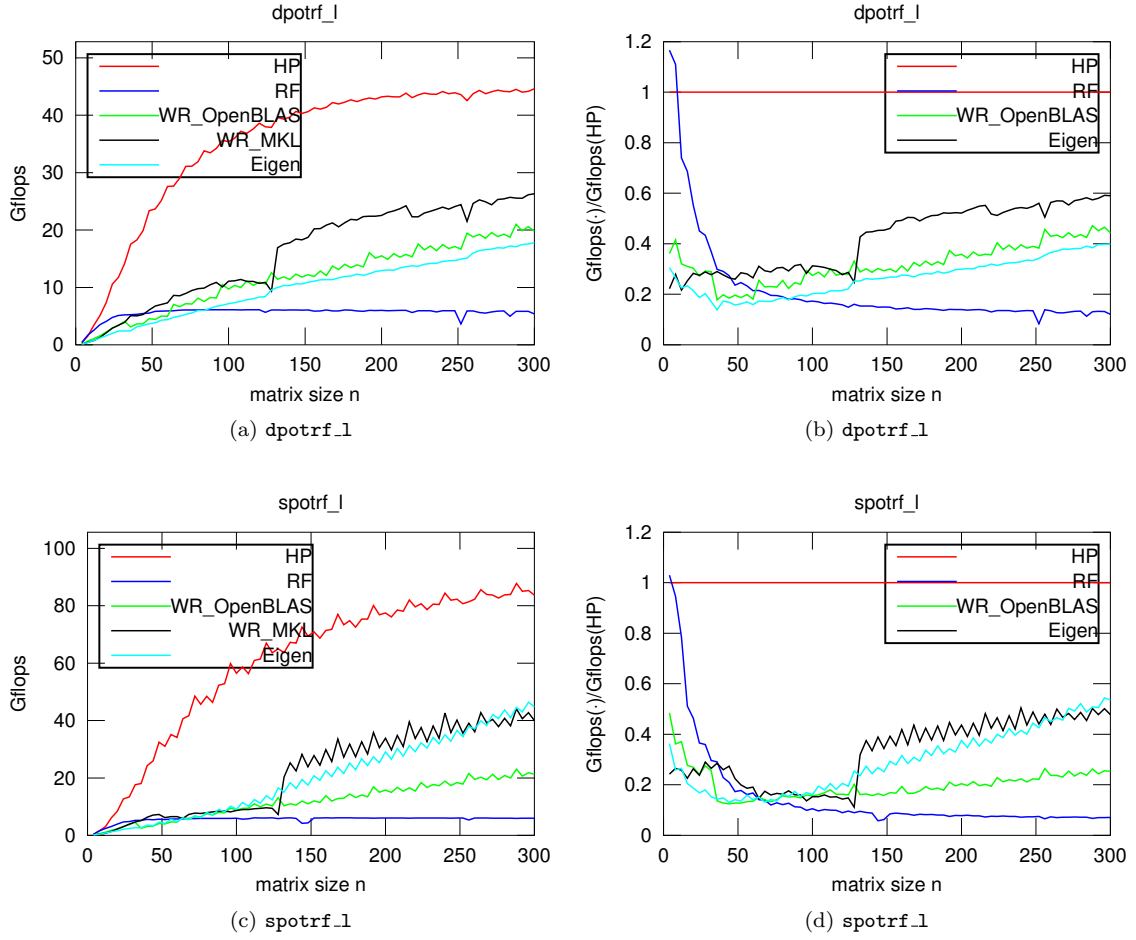 dpotrf_l
Gflops
50
40
30
20
10
0
0 50 100 150 200 250 300
matrix size n
HP
RF
WR_OpenBLAS
WR_MKL
Eigen
(a) dpotrf_l
dpotrf_l
Gflops(·)/Gflops(HP)
1.2
1
0.8
0.6
0.4
0.2
0
0 50 100 150 200 250 300
matrix size n
HP
RF
WR_OpenBLAS
Eigen
(b) dpotrf_l
spotrf_l
Gflops
100
80
60
40
20
0
0 50 100 150 200 250 300
matrix size n
HP
RF
WR_OpenBLAS
WR_MKL
Eigen
(c) spotrf_l
spotrf_l
Gflops(·)/Gflops(HP)
1.2
1
0.8
0.6
0.4
0.2
0
0 50 100 150 200 250 300
matrix size n
HP
RF
WR_OpenBLAS
Eigen
(d) spotrf_l